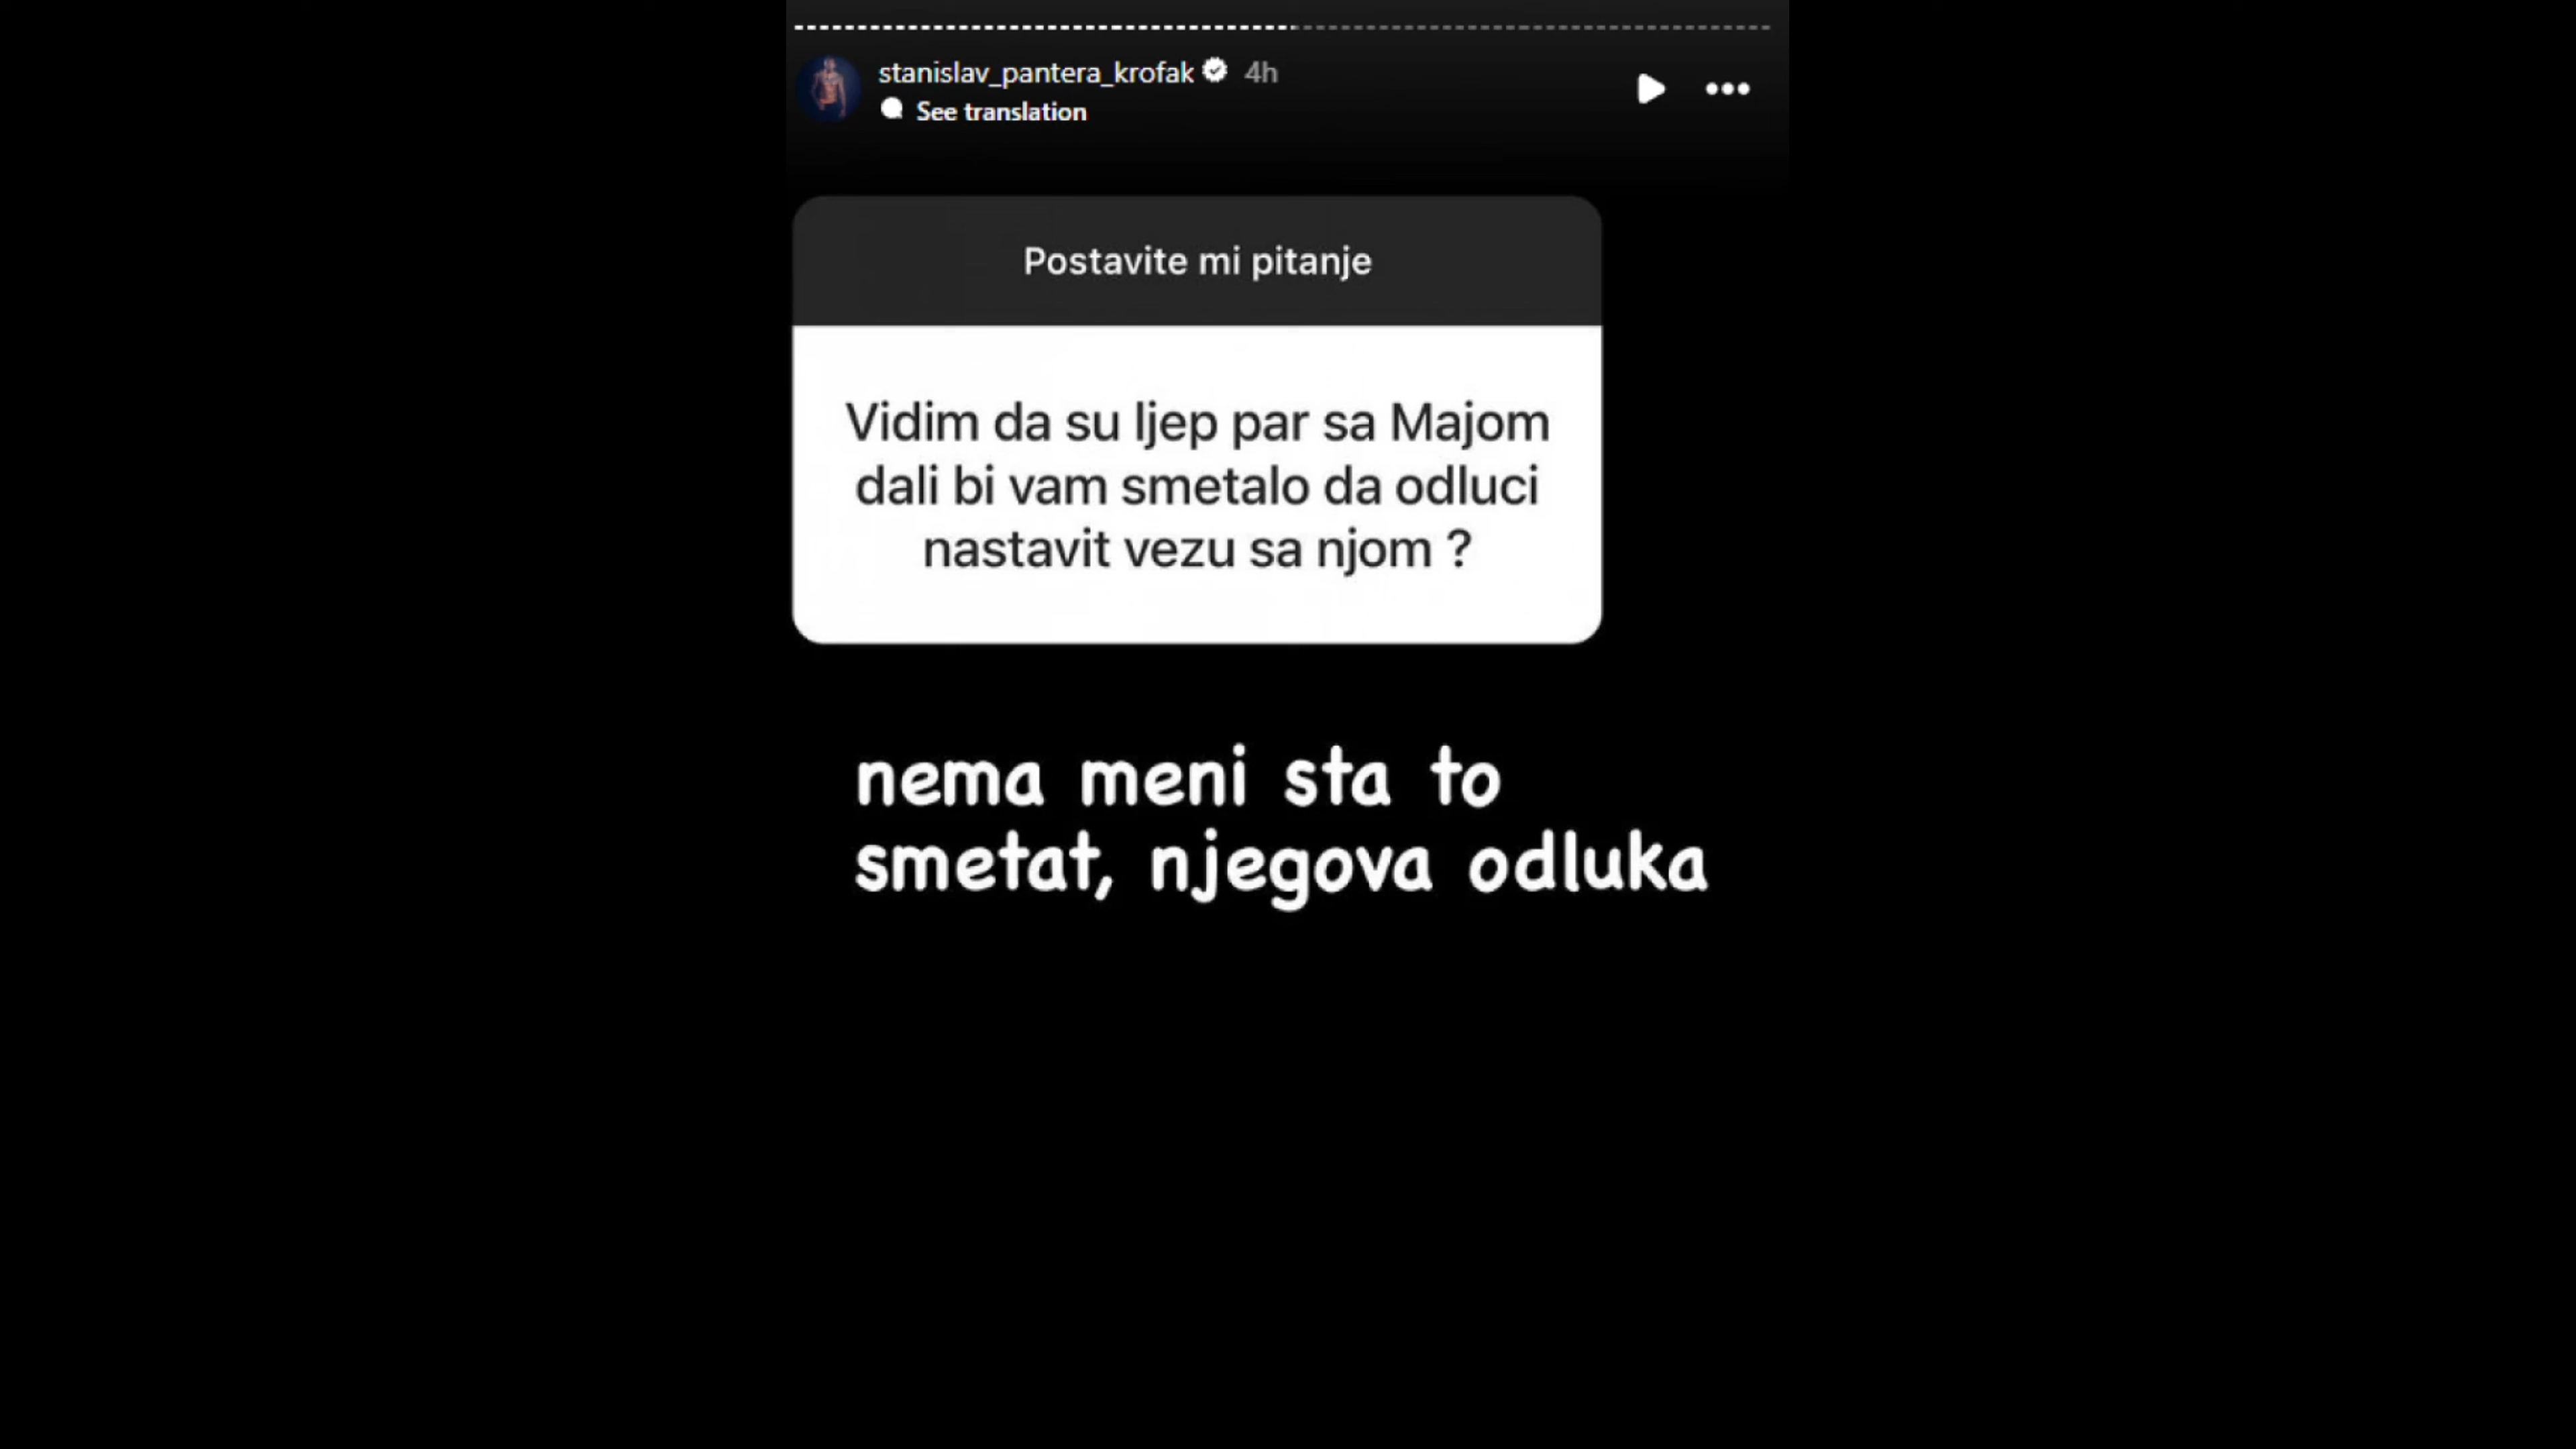 stanislav_pantera_krofak 4h
See translation
Postavite mi pitanje
Vidim da su ljep par sa Majom
dali bi vam smetalo da odluci
nastavit vezu sa njom ?
nema meni sta to
smetat, njegova odluka